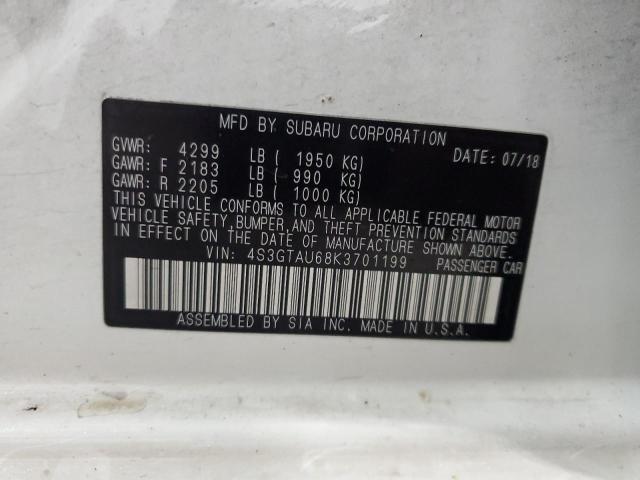 MFD BY SUBARU CORPORATION
GVWR: 4299 LB ( 1950 KG) DATE: 07/18
GAWR: F 2183 LB ( 990 KG)
GAWR: R 2205 LB ( 1000 KG)
THIS VEHICLE CONFORMS TO ALL APPLICABLE FEDERAL MOTOR
VEHICLE SAFETY,BUMPER,AND THEFT PREVENTION STANDARDS
IN EFFECT ON THE DATE OF MANUFACTURE SHOWN ABOVE.
VIN: 4S3GTAU68K3701199 PASSENGER CAR
ASSEMBLED BY SIA INC. MADE IN U.S.A.